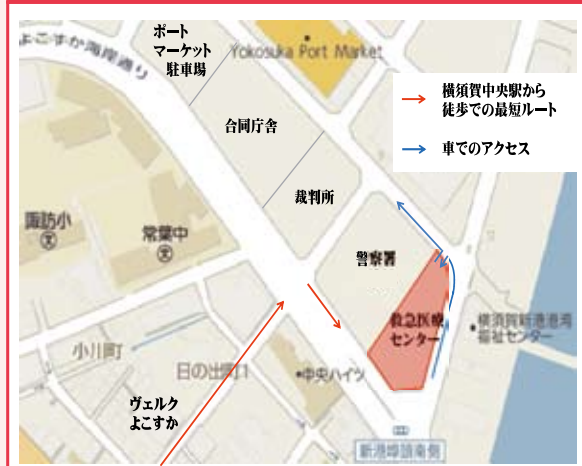 ポート
マーケット
駐車場
よこすか海岸通り
Yokosuka Port Market
横須賀中央駅から
徒歩での最短ルート
車でのアクセス
合同庁舎
裁判所
諏訪小
常葉中
警察署
救急医療
センター
横須賀新港港湾
福祉センター
小川町
日の出町1
中央ハイツ
ヴェルク
よこすか
新港埠頭南側